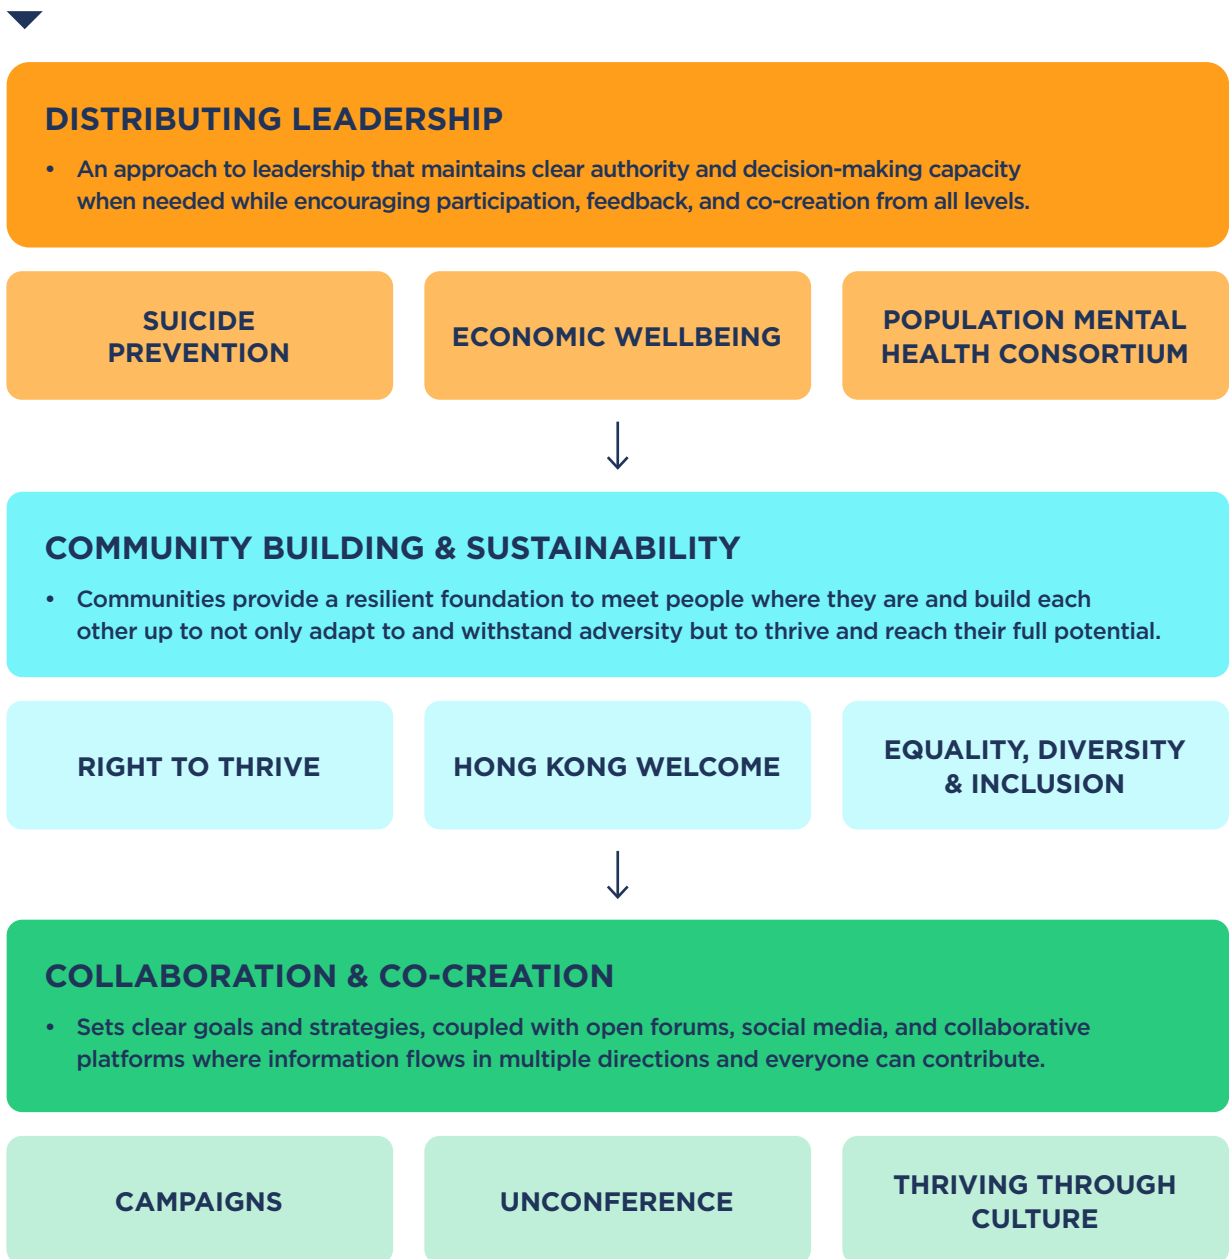 DISTRIBUTING LEADERSHIP
• An approach to leadership that maintains clear authority and decision-making capacity
when needed while encouraging participation, feedback, and co-creation from all levels.
SUICIDE
PREVENTION
ECONOMIC WELLBEING
POPULATION MENTAL
HEALTH CONSORTIUM
COMMUNITY BUILDING & SUSTAINABILITY
• Communities provide a resilient foundation to meet people where they are and build each
other up to not only adapt to and withstand adversity but to thrive and reach their full potential.
RIGHT TO THRIVE
HONG KONG WELCOME
EQUALITY, DIVERSITY
& INCLUSION
COLLABORATION & CO-CREATION
• Sets clear goals and strategies, coupled with open forums, social media, and collaborative
platforms where information flows in multiple directions and everyone can contribute.
CAMPAIGNS
UNCONFERENCE
THRIVING THROUGH
CULTURE